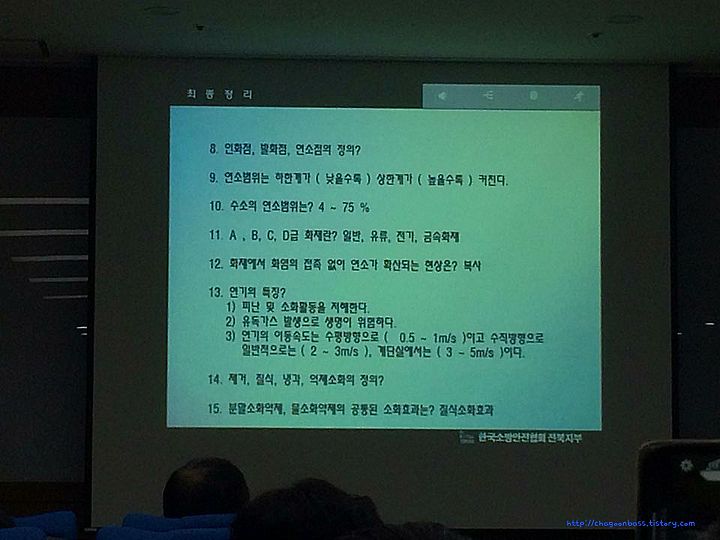 최 종 정 리
8. 인화점, 발화점, 연소점의 정의?
9. 연소범위는 하한계가 ( 낮을수록 ) 상한계가 ( 높을수록 ) 커진다.
10. 수소의 연소범위는? 4 ~ 75 %
11. A , B, C, D급 화재란? 일반, 유류, 전기, 금속화재
12. 화재에서 화염의 접촉 없이 연소가 확산되는 현상은? 복사
13. 연기의 특징?
1) 피난 및 소화활동을 저해한다.
2) 유독가스 발생으로 생명이 위험하다.
3) 연기의 이동속도는 수평방향으로 ( 0.5 ~ 1m/s )이고 수직방향으로
일반적으로는 ( 2 ~ 3m/s ), 계단실에서는 ( 3 ~ 5m/s )이다.
14. 제거, 질식, 냉각, 억제소화의 정의?
15. 분말소화약제, 물소화약제의 공통된 소화효과는? 질식소화효과
한국소방안전협회 전북지부
http://chagoonbass.tistory.com